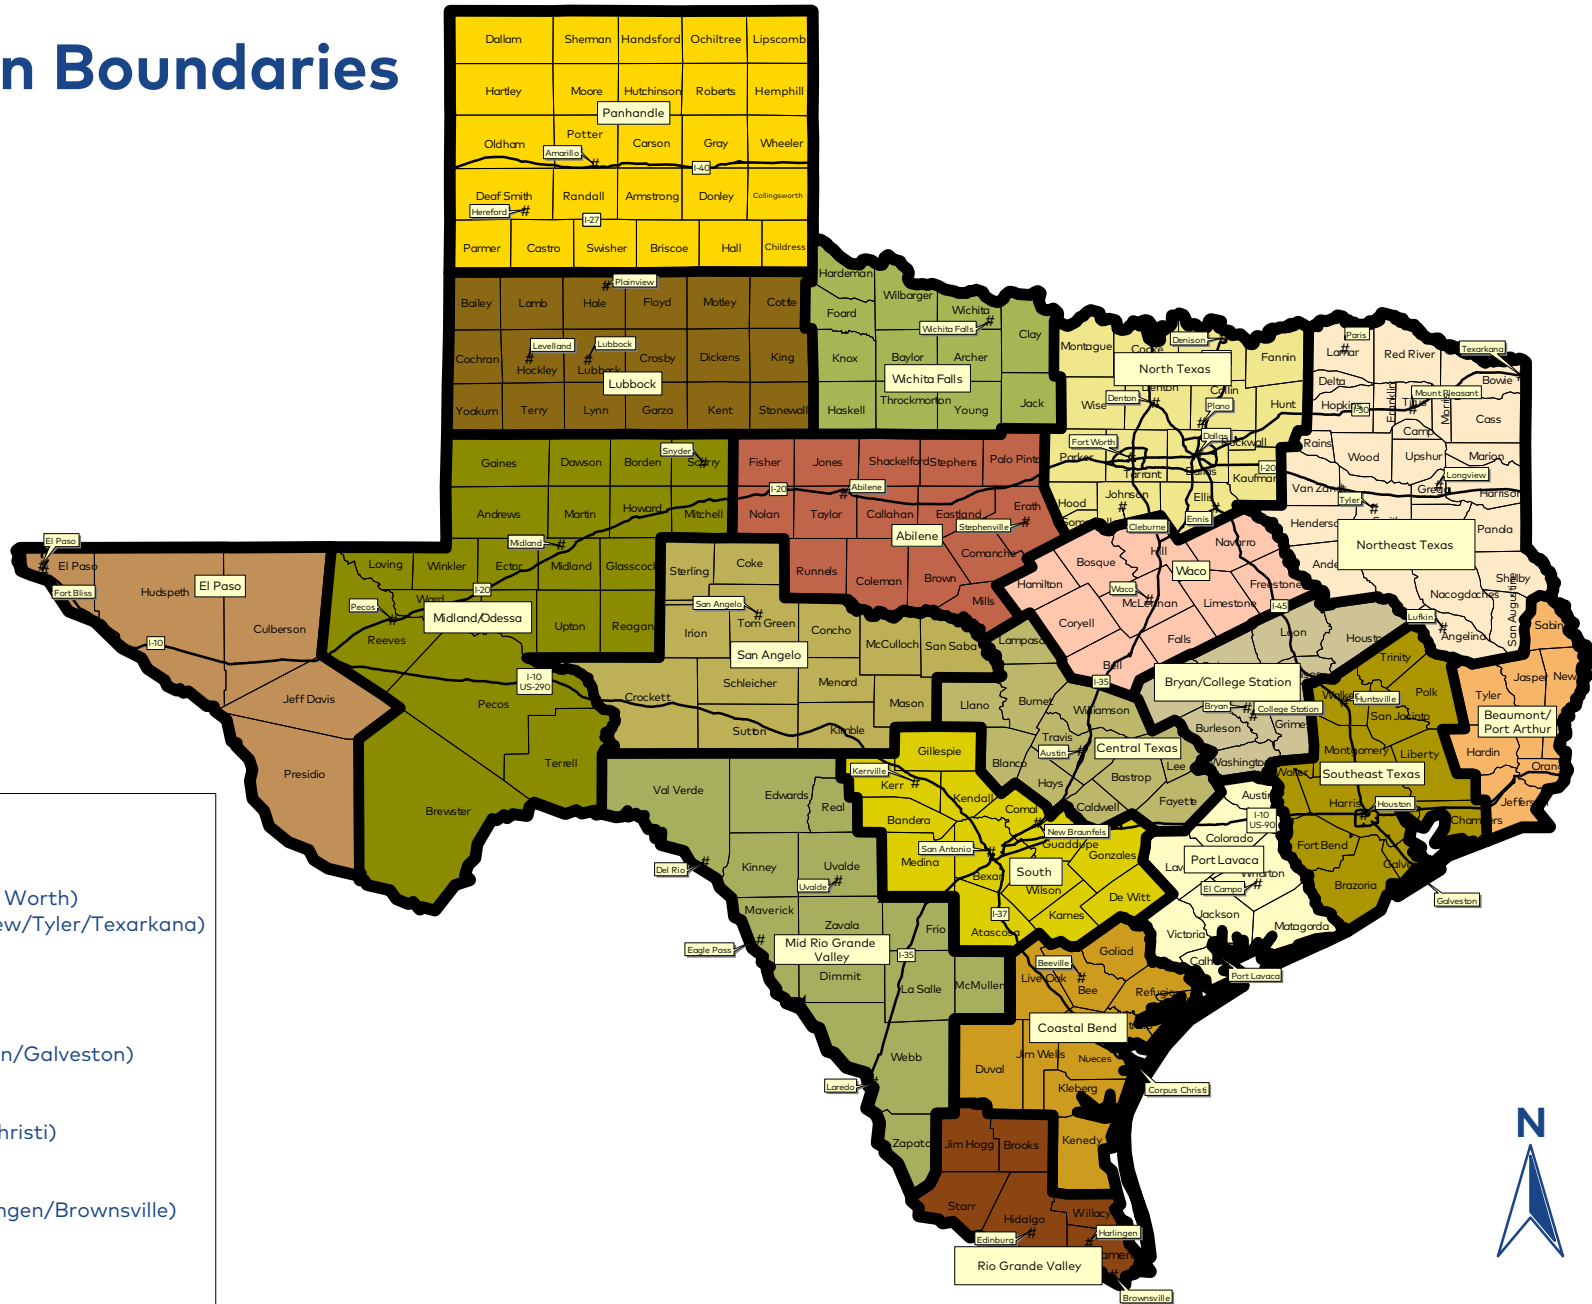 n Boundaries
Dallam
Sherman
Handsford
Ochiltree
Lipscomb
Hartley
Moore
Hutchinson
Roberts
Hemphill
Panhandle
Oldham
Potter
Carson
Gray
Wheeler
Amarillo
I-40
Deaf Smith
Randall
Armstrong
Donley
Collingsworth
Hereford
I-27
Parmer
Castro
Swisher
Briscoe
Hall
Childress
Plainview
Bailey
Lamb
Hale
Floyd
Motley
Cottle
Levelland
Lubbock
Cochran
Hockley
Lubbock
Crosby
Dickens
King
Lubbock
Yoakum
Terry
Lynn
Garza
Kent
Stonewall
Hardeman
Wilbarger
Foard
Wichita
Wichita Falls
Clay
Knox
Baylor
Archer
Wichita Falls
Haskell
Throckmorton
Young
Jack
Montague
Cooke
Denison
Fannin
North Texas
Denton
Collin
Wise
Denton
Plano
Hunt
Fort Worth
Dallas
Rockwall
Parker
Tarrant
Dallas
I-20
Kaufman
Hood
Johnson
Ellis
Cleburne
Ennis
Paris
Lamar
Red River
Texarkana
Delta
Bowie
Hopkins
I-30
Franklin
Titus
Mount Pleasant
Morris
Cass
Camp
Rains
Wood
Upshur
Marion
Longview
Van Zandt
Gregg
Harrison
Tyler
Henderson
Panola
Northeast Texas
Shelby
Nacogdoches
San Augustine
Lufkin
Angelina
Gaines
Dawson
Borden
Snyder
Scurry
Andrews
Martin
Howard
Mitchell
Midland
Loving
Winkler
Ector
Midland
Glasscock
I-20
Ward
Pecos
Midland/Odessa
Reeves
Upton
Reagan
I-10
US-290
Pecos
Terrell
Brewster
Fisher
Jones
Shackelford
Stephens
Palo Pinto
I-20
Abilene
Nolan
Taylor
Callahan
Eastland
Erath
Stephenville
Abilene
Comanche
Runnels
Coleman
Brown
Mills
El Paso
El Paso
Fort Bliss
Hudspeth
El Paso
Culberson
I-10
Jeff Davis
Presidio
Sterling
Coke
San Angelo
Tom Green
Irion
Concho
San Angelo
McCulloch
San Saba
Schleicher
Menard
Crockett
Mason
Sutton
Kimble
Navarro
Hill
Bosque
Waco
Hamilton
Waco
McLennan
Limestone
Freestone
I-45
Coryell
Falls
Bell
I-35
Lampasas
Burnet
Llano
Williamson
Travis
Austin
Central Texas
Blanco
Hays
Bastrop
Lee
Caldwell
Fayette
Leon
Houston
Bryan/College Station
Bryan
College Station
Burleson
Grimes
Washington
Trinity
Walker
Huntsville
Polk
San Jacinto
Montgomery
Liberty
Southeast Texas
Waller
Harris
Houston
Chambers
Fort Bend
Galveston
Brazoria
Sabine
Jasper
Newton
Tyler
Beaumont/
Port Arthur
Hardin
Orange
Jefferson
Austin
I-10
US-90
Colorado
Port Lavaca
Wharton
El Campo
Jackson
Matagorda
Victoria
Calhoun
Port Lavaca
Galveston
Gillespie
Kerrville
Kerr
Kendall
Comal
Bandera
New Braunfels
Guadalupe
San Antonio
Gonzales
Medina
South
Bexar
Wilson
De Witt
I-37
Karnes
Atascosa
Val Verde
Edwards
Real
Del Rio
Kinney
Uvalde
Uvalde
Maverick
Zavala
Frio
Eagle Pass
Mid Rio Grande
Valley
I-35
Dimmit
La Salle
McMullen
Webb
Laredo
Zapata
Goliad
Beeville
Live Oak
Bee
Refugio
Coastal Bend
Jim Wells
Nueces
Duval
Kleberg
Corpus Christi
Kenedy
Jim Hogg
Brooks
Starr
Hidalgo
Willacy
Edinburg
Harlingen
Cameron
Rio Grande Valley
Brownsville
Worth)
ew/Tyler/Texarkana)
n/Galveston)
hristi)
ngen/Brownsville)
N